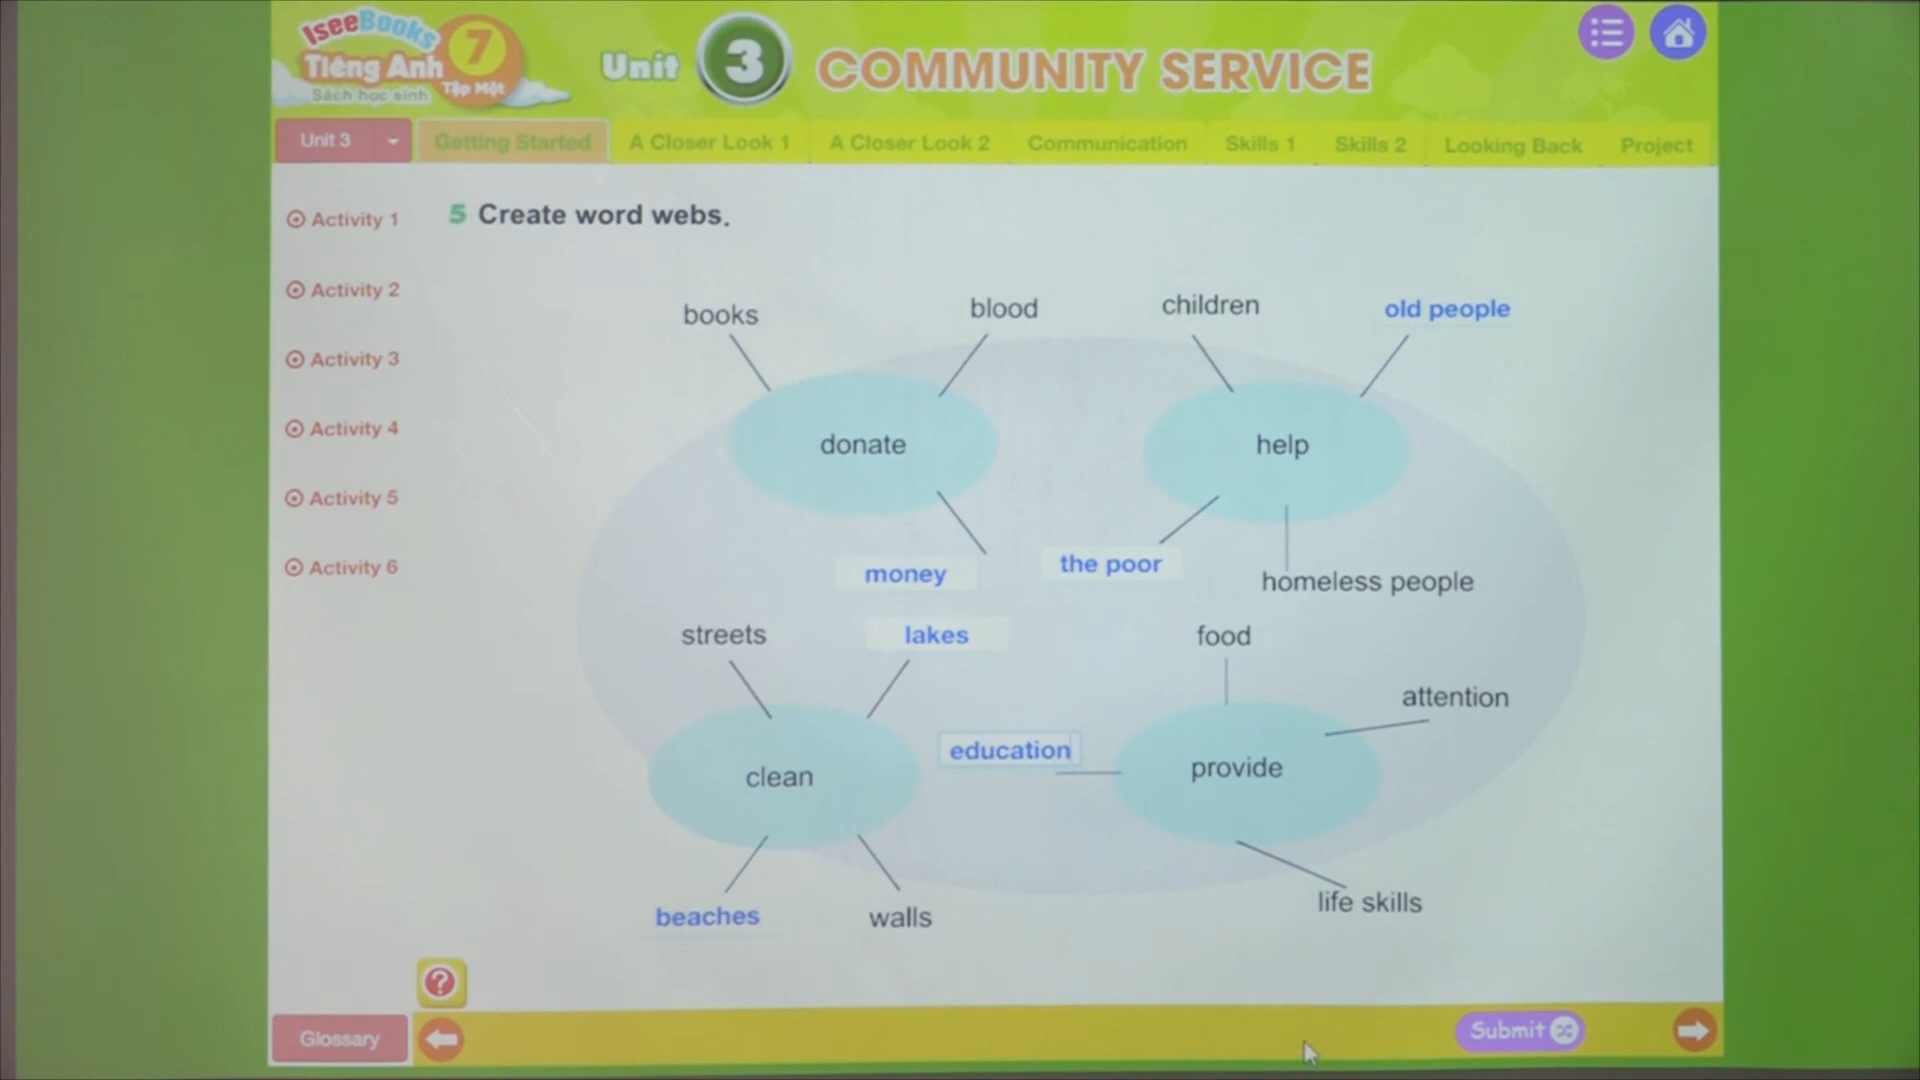 IseeBooks
Tiếng Anh 7
Sách học sinh Tập Một
Unit 3 COMMUNITY SERVICE
Unit 3
Getting Started
A Closer Look 1
A Closer Look 2
Communication
Skills 1
Skills 2
Looking Back
Project
Activity 1
Activity 2
Activity 3
Activity 4
Activity 5
Activity 6
5 Create word webs.
books
blood
donate
money
children
old people
help
the poor
homeless people
streets
lakes
clean
beaches
walls
food
attention
education
provide
life skills
?
Glossary
Submit